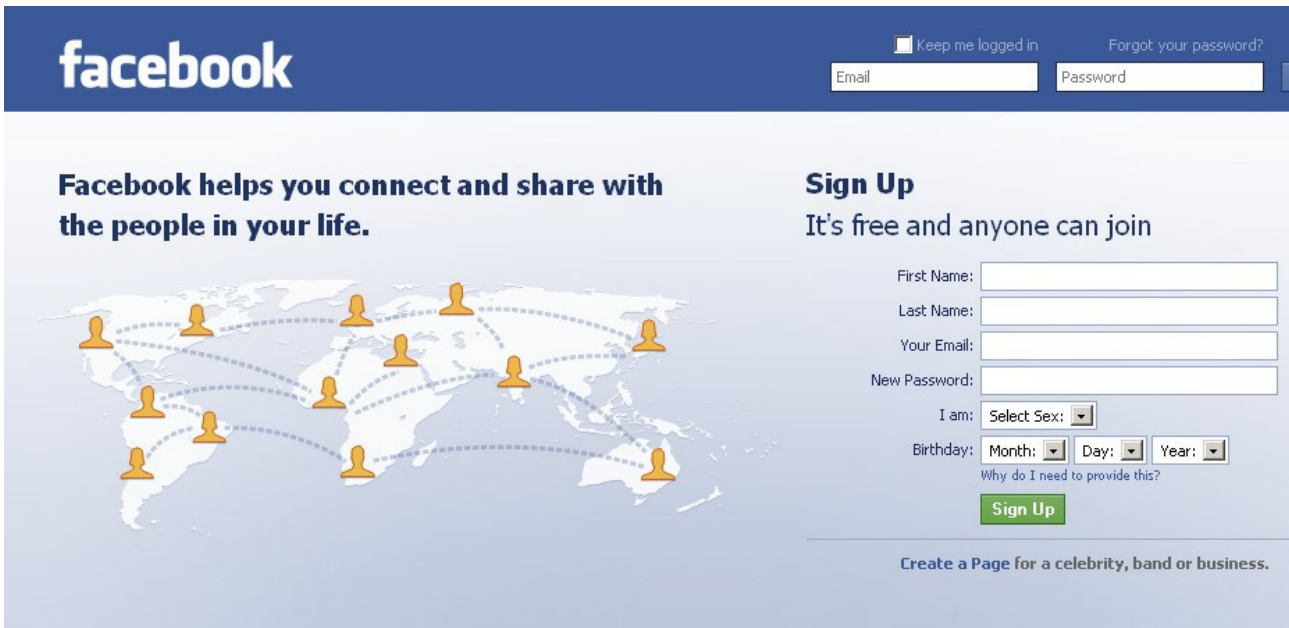 facebook
Keep me logged in
Forgot your password?
Email
Password
Facebook helps you connect and share with
the people in your life.
Sign Up
It's free and anyone can join
First Name:
Last Name:
Your Email:
New Password:
I am: Select Sex:
Birthday: Month: Day: Year:
Why do I need to provide this?
Sign Up
Create a Page for a celebrity, band or business.